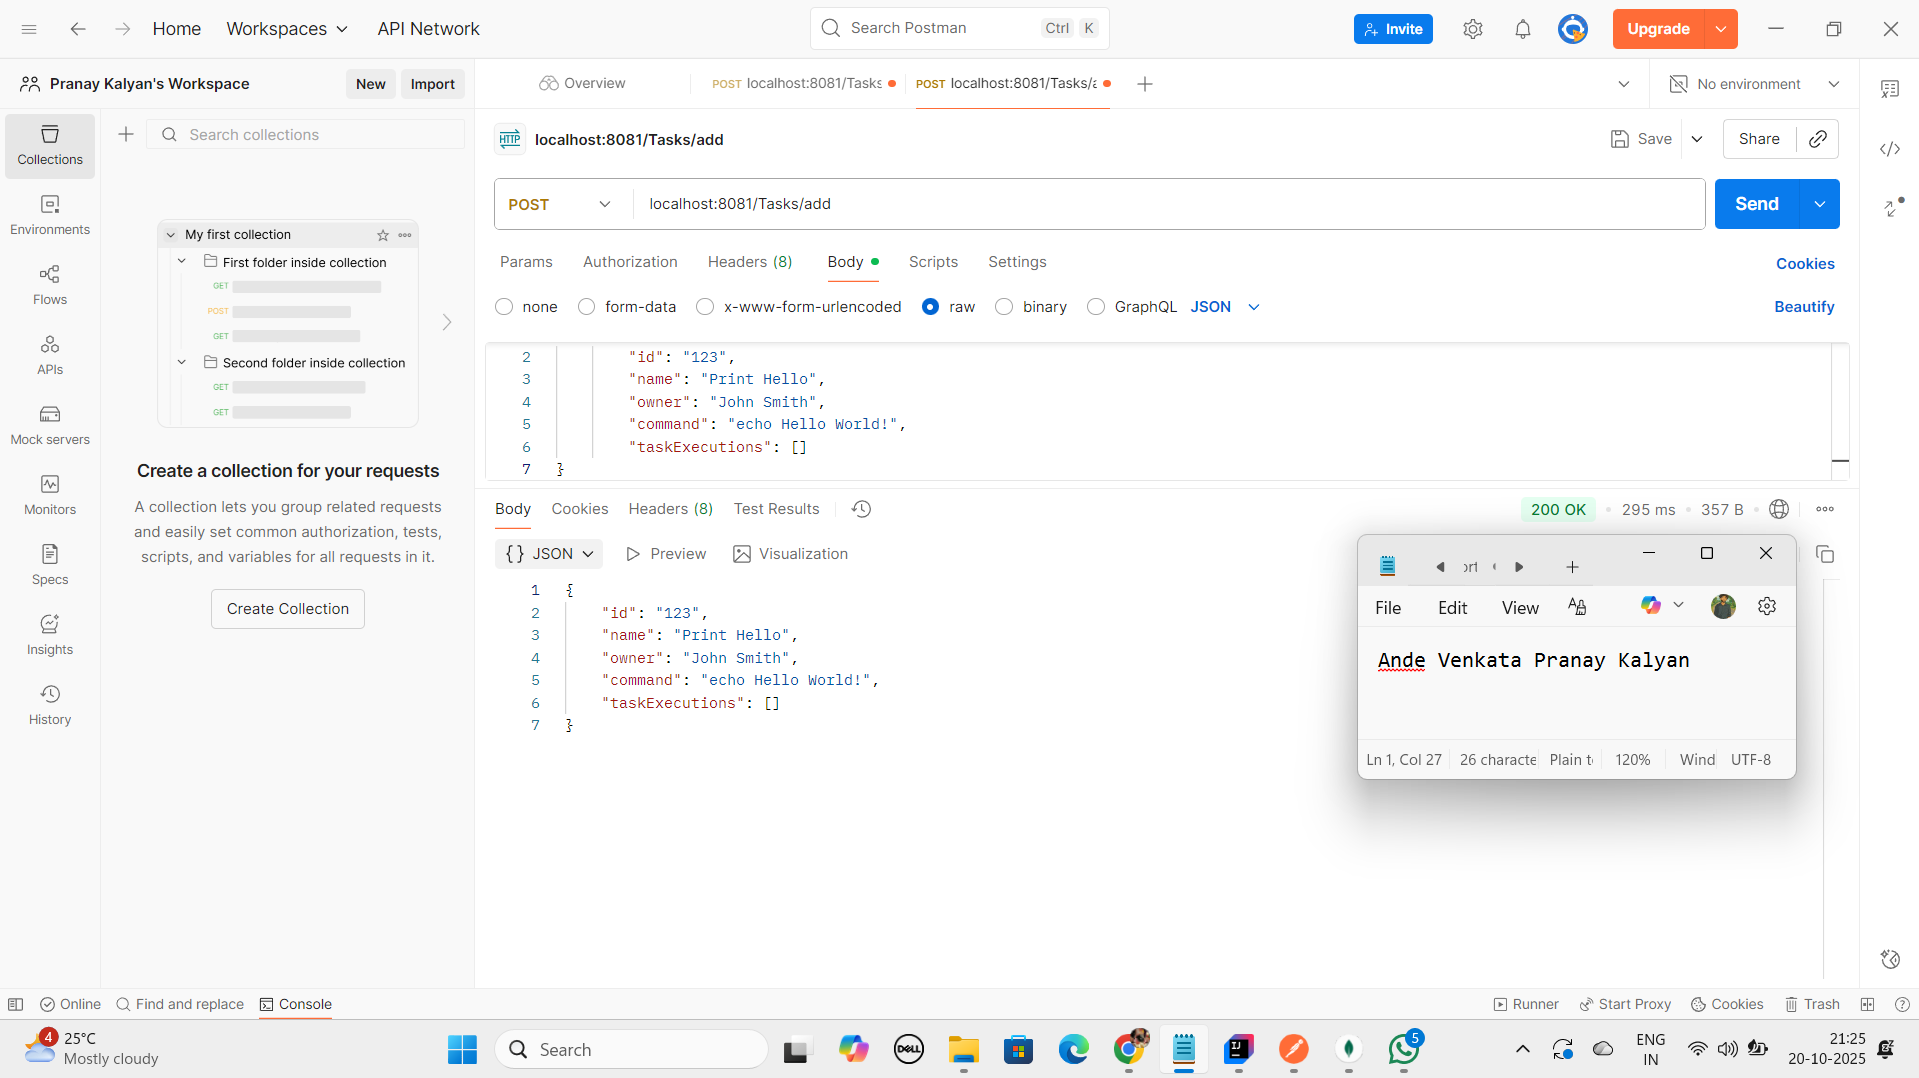 Home
Workspaces
API Network
Search Postman
Ctrl K
Invite
Upgrade
Pranay Kalyan's Workspace
New
Import
Overview
POST localhost:8081/Tasks
POST localhost:8081/Tasks/a
No environment
Collections
Environments
Flows
APIs
Mock servers
Monitors
Specs
Insights
History
Search collections
My first collection
First folder inside collection
GET
POST
GET
Second folder inside collection
GET
GET
Create a collection for your requests
A collection lets you group related requests
and easily set common authorization, tests,
scripts, and variables for all requests in it.
Create Collection
HTTP localhost:8081/Tasks/add
Save
Share
POST
localhost:8081/Tasks/add
Send
Params Authorization Headers (8) Body Scripts Settings
Cookies
none form-data x-www-form-urlencoded raw binary GraphQL JSON
Beautify
2 "id": "123",
3 "name": "Print Hello",
4 "owner": "John Smith",
5 "command": "echo Hello World!",
6 "taskExecutions": []
7 }
Body Cookies Headers (8) Test Results
200 OK 295 ms 357 B
{} JSON Preview Visualization
1 {
2 "id": "123",
3 "name": "Print Hello",
4 "owner": "John Smith",
5 "command": "echo Hello World!",
6 "taskExecutions": []
7 }
File Edit View
Ande Venkata Pranay Kalyan
Ln 1, Col 27 26 characte Plain t 120% Wind UTF-8
Online Find and replace Console
Runner Start Proxy Cookies Trash
4
25°C
Mostly cloudy
Search
DELL
IJ
5
ENG
IN
21:25
20-10-2025